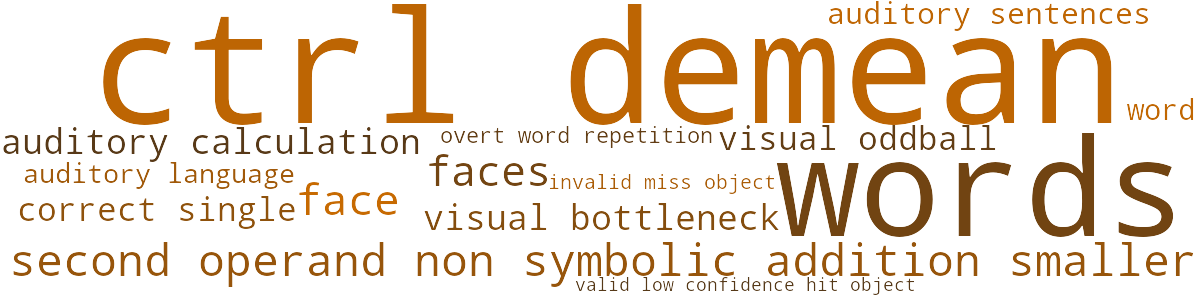 auditory sentences
ctrl demean
word
auditory calculation
overt word repetition
visual oddball
words
faces
auditory language
invalid miss object
face
correct single
visual bottleneck
second operand non symbolic addition smaller
valid low confidence hit object